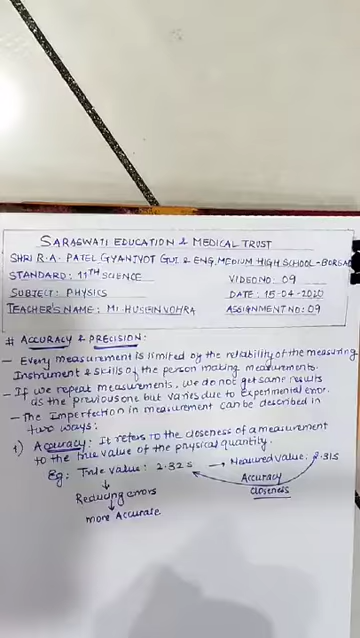 SARASWATI EDUCATION & MEDICAL TRUST
SHRI R.A. PATEL GYANJYOT GUJ. & ENG. MEDIUM HIGH SCHOOL - BORSAD
STANDARD: 11TH SCIENCE VIDEO NO: 09
SUBJECT: PHYSICS DATE: 15-04-2020
TEACHER'S NAME: MI. HUSEIN VOHRA ASSIGNMENT NO: 09
# ACCURACY & PRECISION:-
- Every measurement is limited by the reliability of the measuring
Instrument & skills of the person making measurements.
- If we repeat measurements, we do not get same results
as the previous one but varies due to experimental error.
- The Imperfection in measurement can be described in
two ways:
1) Accuracy: It refers to the closeness of a measurement
to the true value of the physical quantity.
Eg: True value: 2.32s → Measured value: 2.31s
↓ Accuracy
Reducing errors closeness
↓
more Accurate